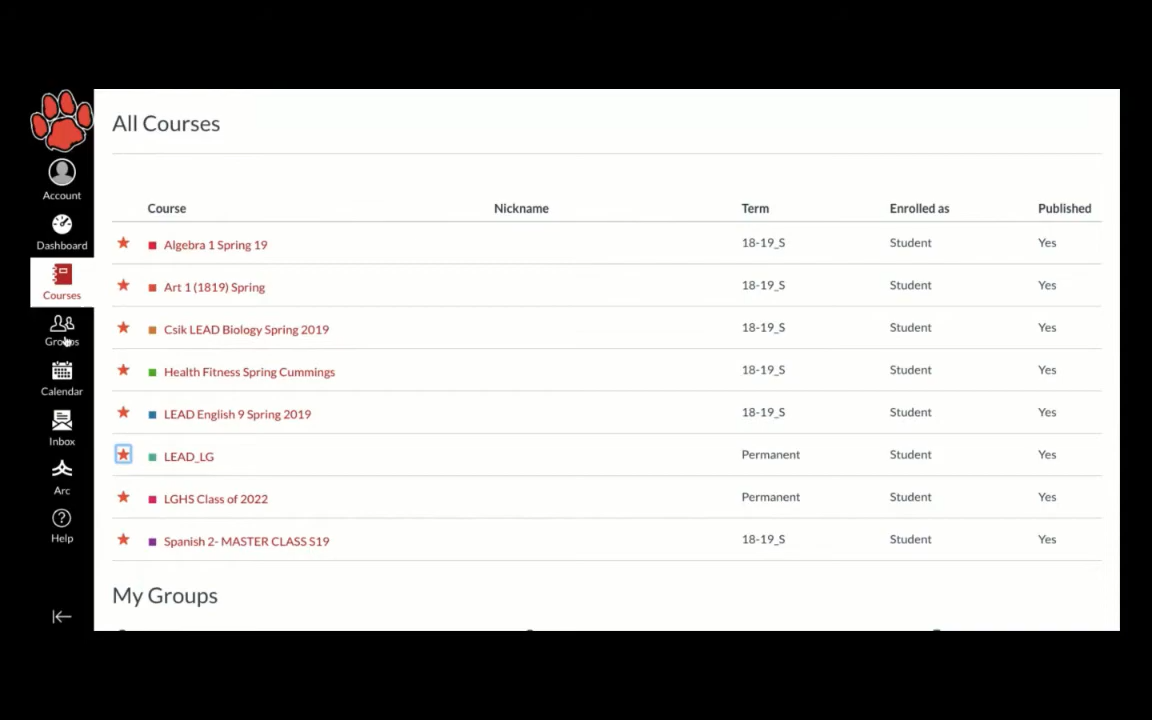 All Courses
Account
Dashboard
Courses
Groups
Calendar
Inbox
Arc
Help
Course Nickname Term Enrolled as Published
Algebra 1 Spring 19 18-19_S Student Yes
Art 1 (1819) Spring 18-19_S Student Yes
Csik LEAD Biology Spring 2019 18-19_S Student Yes
Health Fitness Spring Cummings 18-19_S Student Yes
LEAD English 9 Spring 2019 18-19_S Student Yes
LEAD_LG Permanent Student Yes
LGHS Class of 2022 Permanent Student Yes
Spanish 2- MASTER CLASS S19 18-19_S Student Yes
My Groups